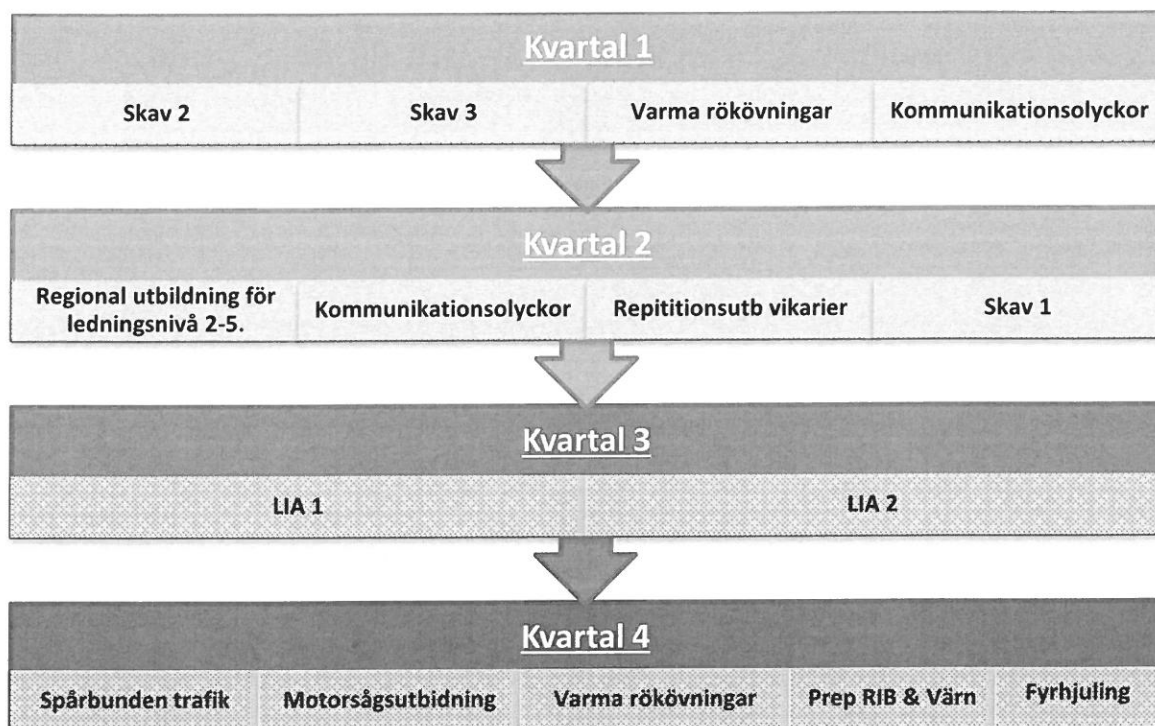 Kvartal 1
Skav 2
Skav 3
Varma rökövningar
Kommunikationsolyckor
Kvartal 2
Regional utbildning för
ledningsnivå 2-5.
Kommunikationsolyckor
Repititionsutb vikarier
Skav 1
Kvartal 3
LIA 1
LIA 2
Kvartal 4
Spårbunden trafik
Motorsågsutbidning
Varma rökövningar
Prep RIB & Värn
Fyrhjuling